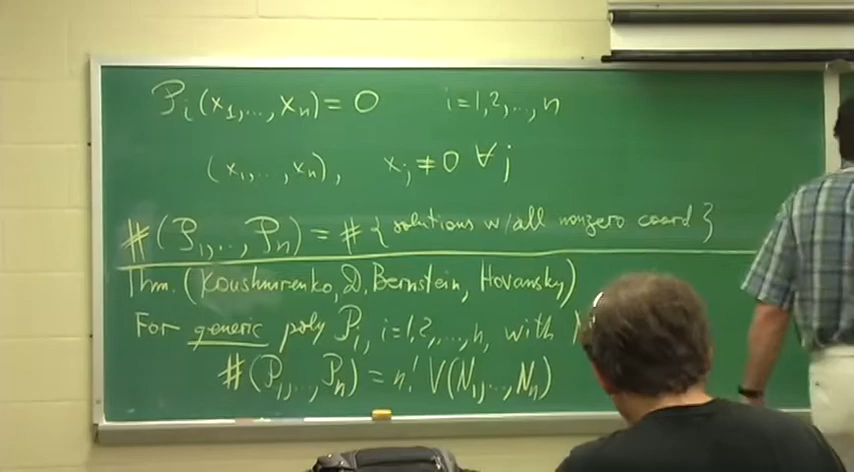 P_i(x_1,...,x_n) = 0 i=1,2,...,n
(x_1,...,x_n), x_j ≠ 0 ∀j
#(P_1,...,P_n) = #{solutions w/all nonzero coord}
Thm. (Koushnirenko, D. Bernstein, Hovansky)
For generic poly P_i, i=1,2,...,n, with
#(P_1,...,P_n) = n! V(N_1,...,N_n)